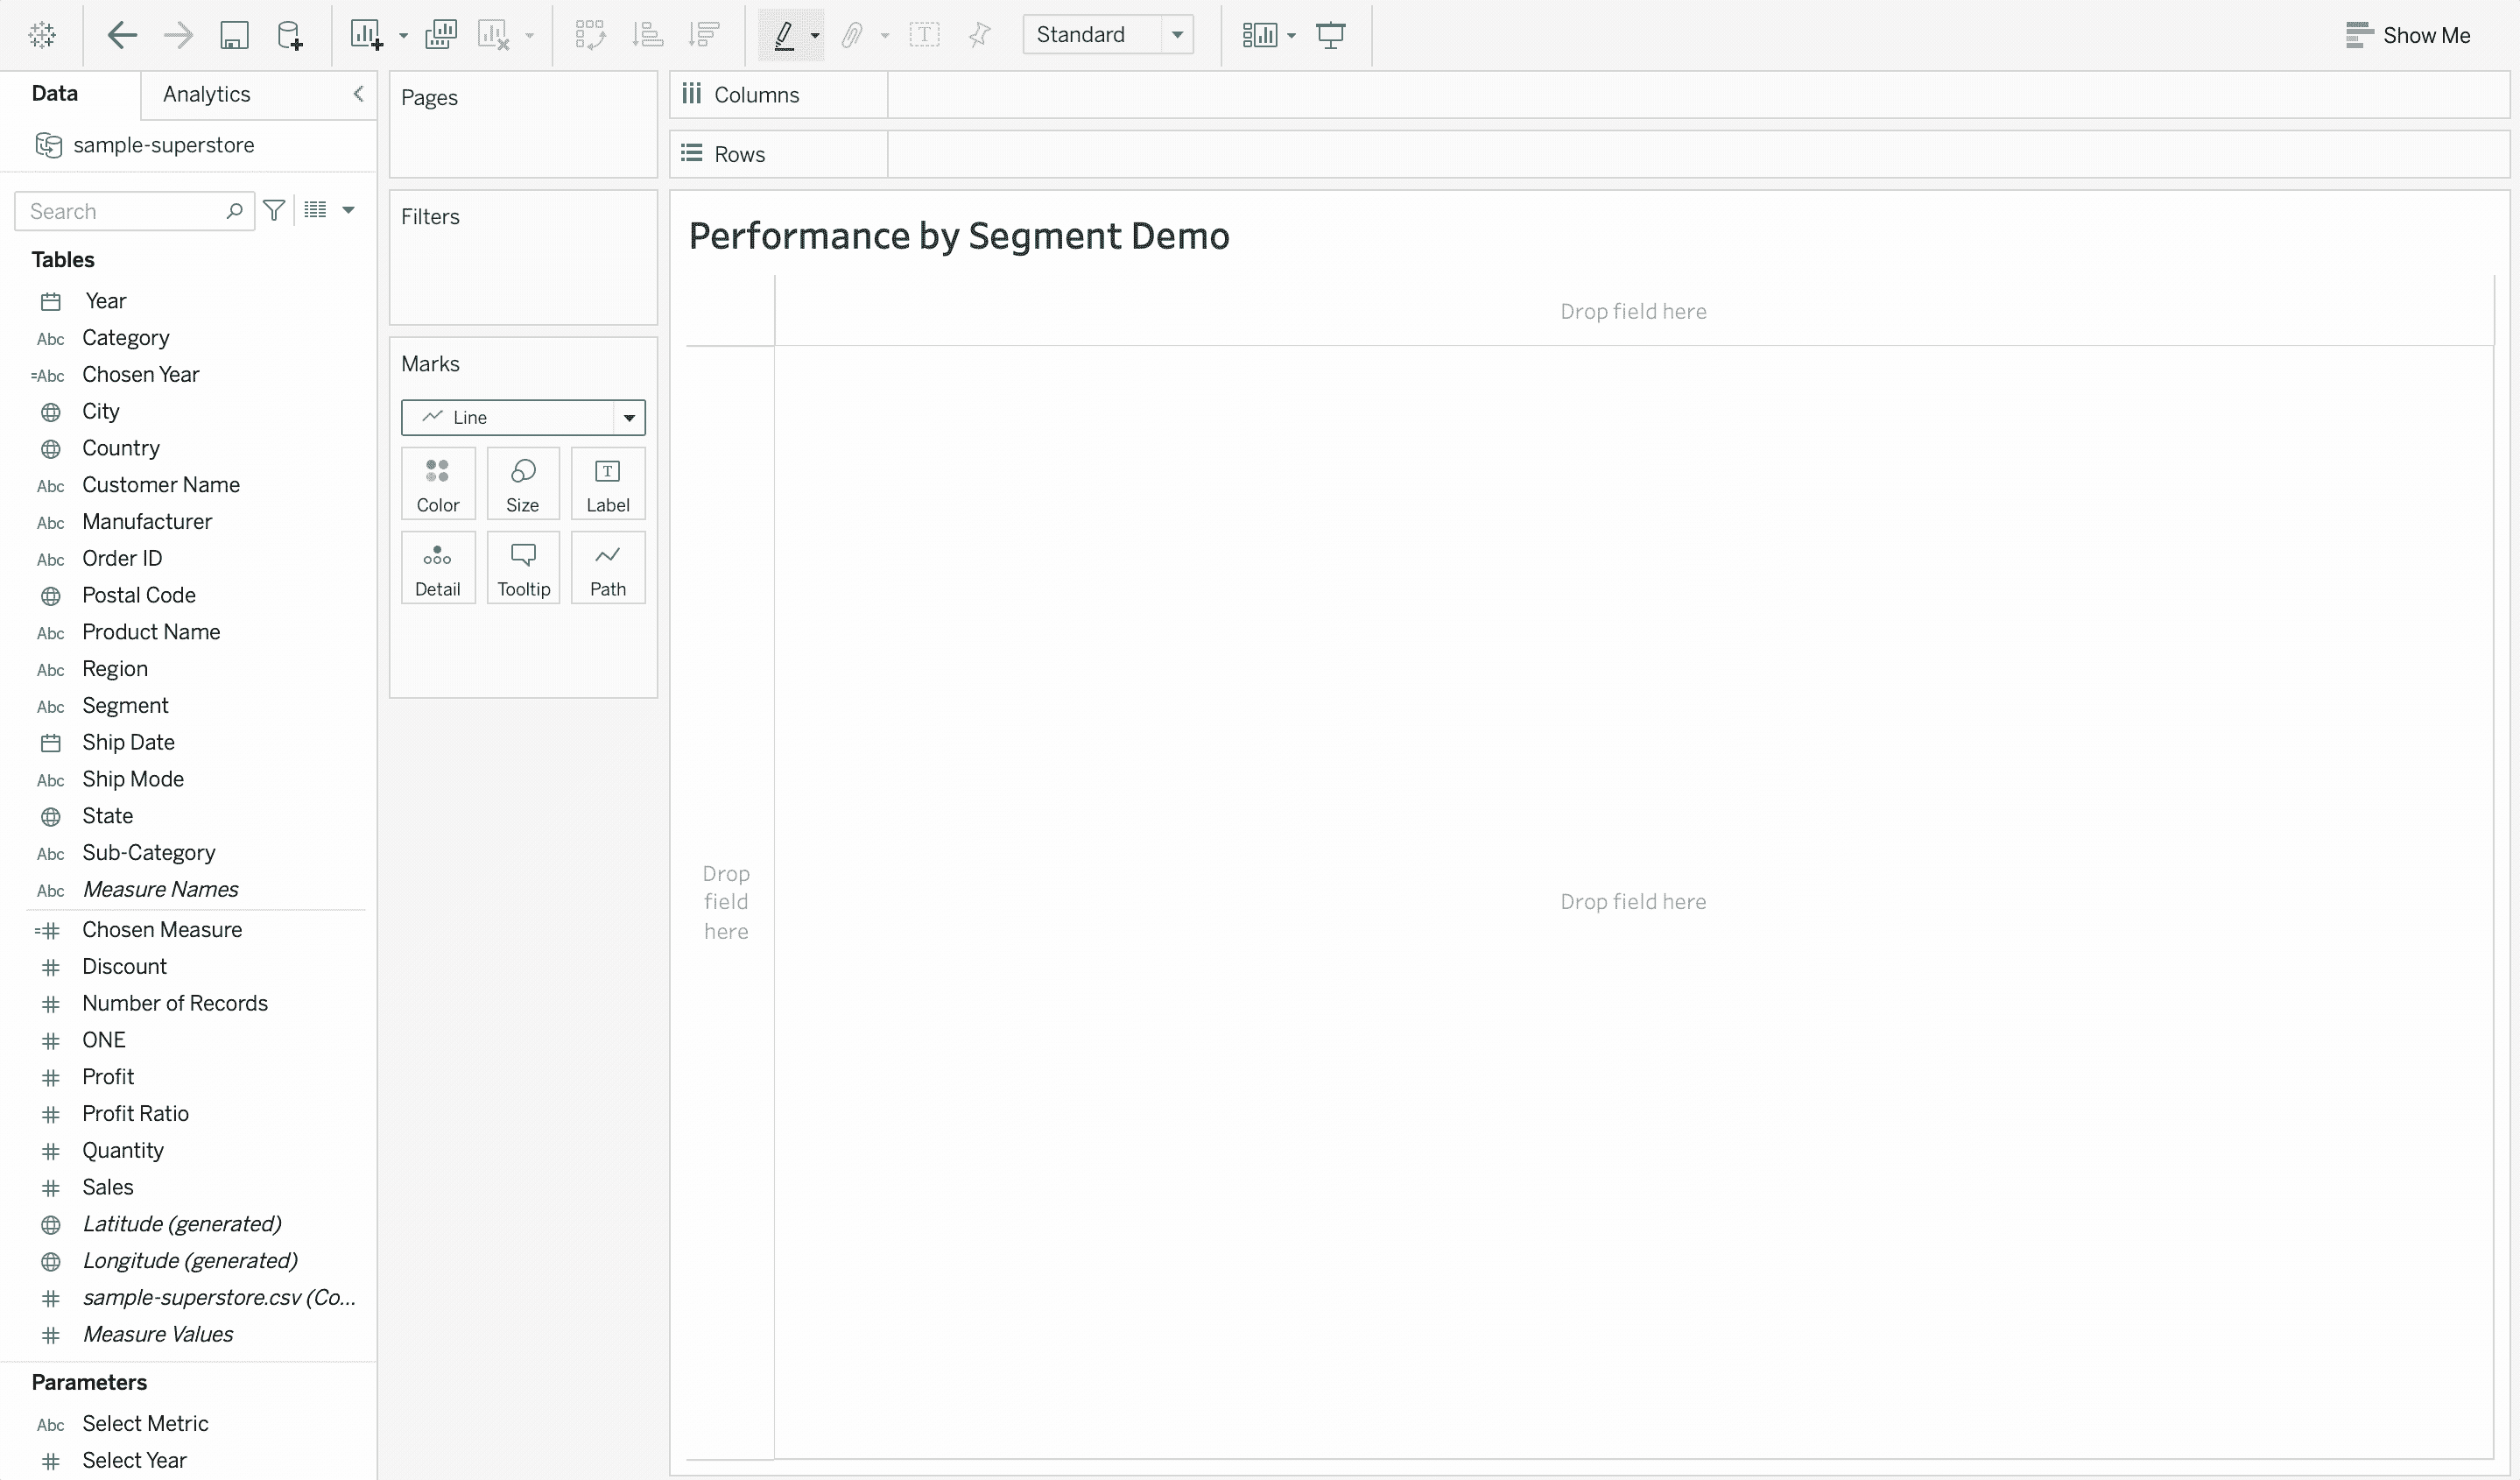 Standard
Show Me
Data
Analytics
sample-superstore
Search
Tables
Year
Abc Category
=Abc Chosen Year
City
Country
Abc Customer Name
Abc Manufacturer
Abc Order ID
Postal Code
Abc Product Name
Abc Region
Abc Segment
Ship Date
Abc Ship Mode
State
Abc Sub-Category
Abc Measure Names
=# Chosen Measure
# Discount
# Number of Records
# ONE
# Profit
# Profit Ratio
# Quantity
# Sales
Latitude (generated)
Longitude (generated)
# sample-superstore.csv (Co...
# Measure Values
Parameters
Abc Select Metric
# Select Year
Pages
Filters
Marks
Line
Color
Size
T
Label
Detail
Tooltip
Path
Columns
Rows
Performance by Segment Demo
Drop field here
Drop
field
here
Drop field here